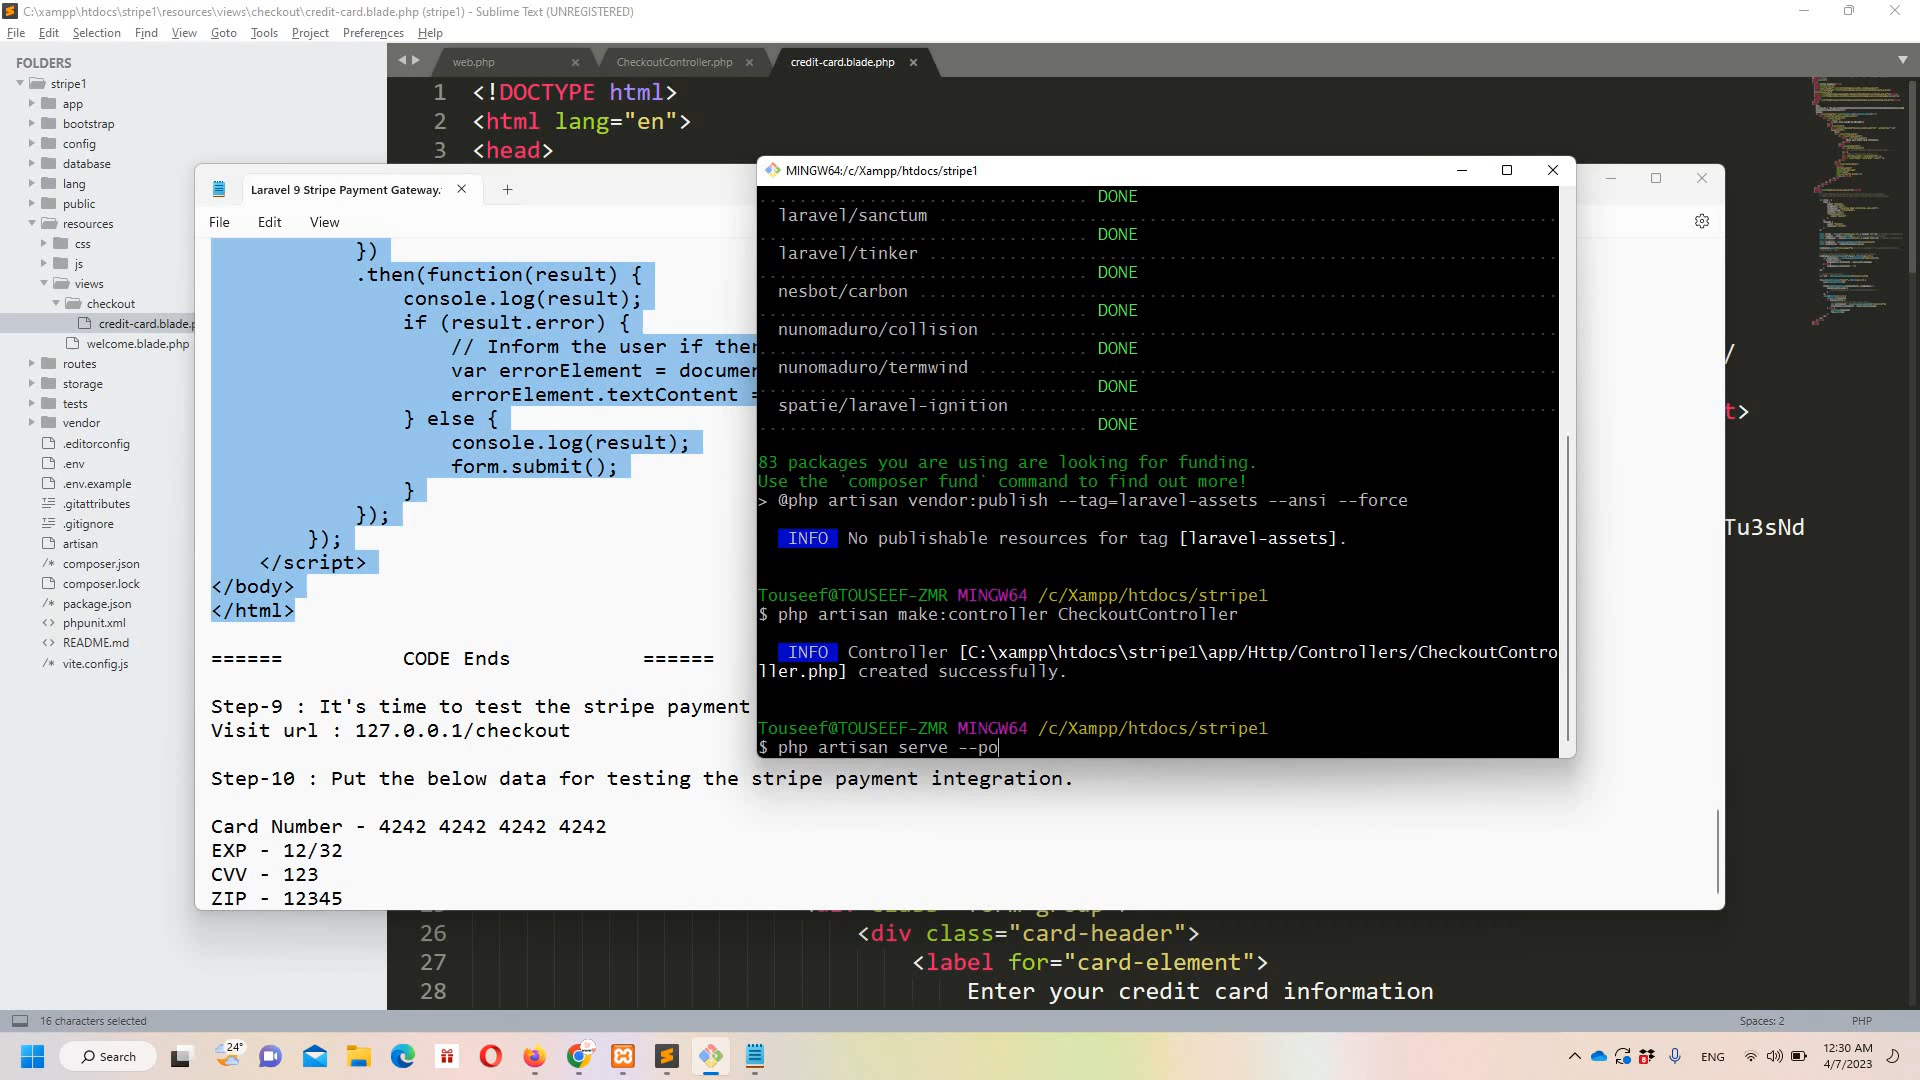 C:\xampp\htdocs\stripe1\resources\views\checkout\credit-card.blade.php (stripe1) - Sublime Text (UNREGISTERED)
File Edit Selection Find View Goto Tools Project Preferences Help
FOLDERS
stripe1
app
bootstrap
config
database
lang
public
resources
css
js
views
checkout
credit-card.blade.p
welcome.blade.php
routes
storage
tests
vendor
.editorconfig
.env
.env.example
.gitattributes
.gitignore
artisan
composer.json
composer.lock
package.json
phpunit.xml
README.md
vite.config.js
web.php CheckoutController.php credit-card.blade.php
1 <!DOCTYPE html>
2 <html lang="en">
3 <head>
/
t>
Tu3sNd
26 <div class="card-header">
27 <label for="card-element">
28 Enter your credit card information
Laravel 9 Stripe Payment Gateway.
File Edit View
})
.then(function(result) {
console.log(result);
if (result.error) {
// Inform the user if ther
var errorElement = documen
errorElement.textContent =
} else {
console.log(result);
form.submit();
}
});
});
</script>
</body>
</html>
====== CODE Ends ======
Step-9 : It's time to test the stripe payment
Visit url : 127.0.0.1/checkout
Step-10 : Put the below data for testing the stripe payment integration.
Card Number - 4242 4242 4242 4242
EXP - 12/32
CVV - 123
ZIP - 12345
MINGW64:/c/Xampp/htdocs/stripe1
DONE
laravel/sanctum
DONE
laravel/tinker
DONE
nesbot/carbon
DONE
nunomaduro/collision
DONE
nunomaduro/termwind
DONE
spatie/laravel-ignition
DONE
83 packages you are using are looking for funding.
Use the `composer fund` command to find out more!
> @php artisan vendor:publish --tag=laravel-assets --ansi --force
INFO No publishable resources for tag [laravel-assets].
Touseef@TOUSEEF-ZMR MINGW64 /c/Xampp/htdocs/stripe1
$ php artisan make:controller CheckoutController
INFO Controller [C:\xampp\htdocs\stripe1\app/Http/Controllers/CheckoutContro
ller.php] created successfully.
Touseef@TOUSEEF-ZMR MINGW64 /c/Xampp/htdocs/stripe1
$ php artisan serve --po
16 characters selected Spaces: 2 PHP
Search 24° ENG 12:30 AM
4/7/2023